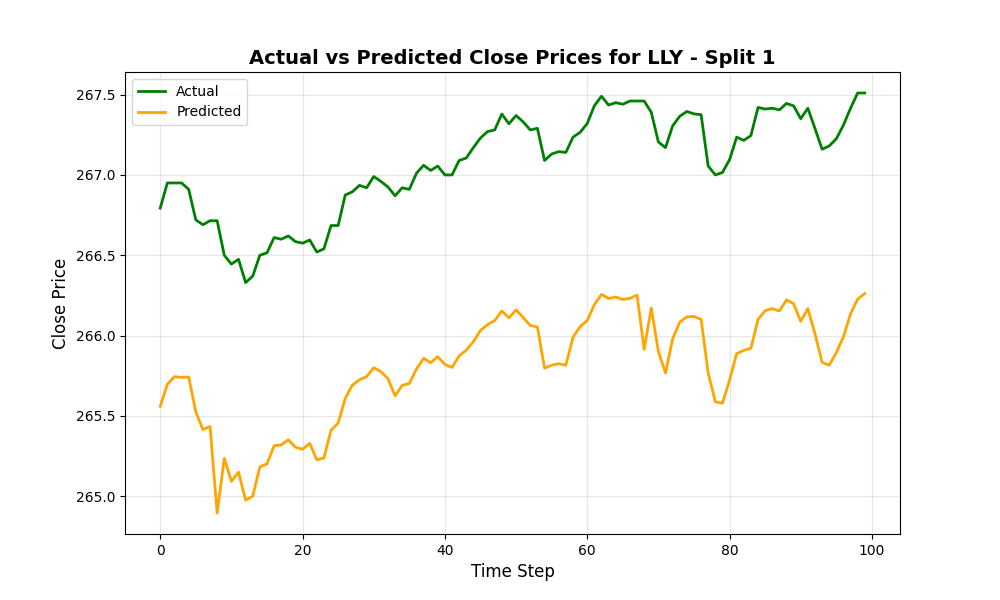 Actual vs Predicted Close Prices for LLY - Split 1
Actual
Predicted
267.5
267.0
266.5
266.0
265.5
265.0
Close Price
0
20
40
60
80
100
Time Step